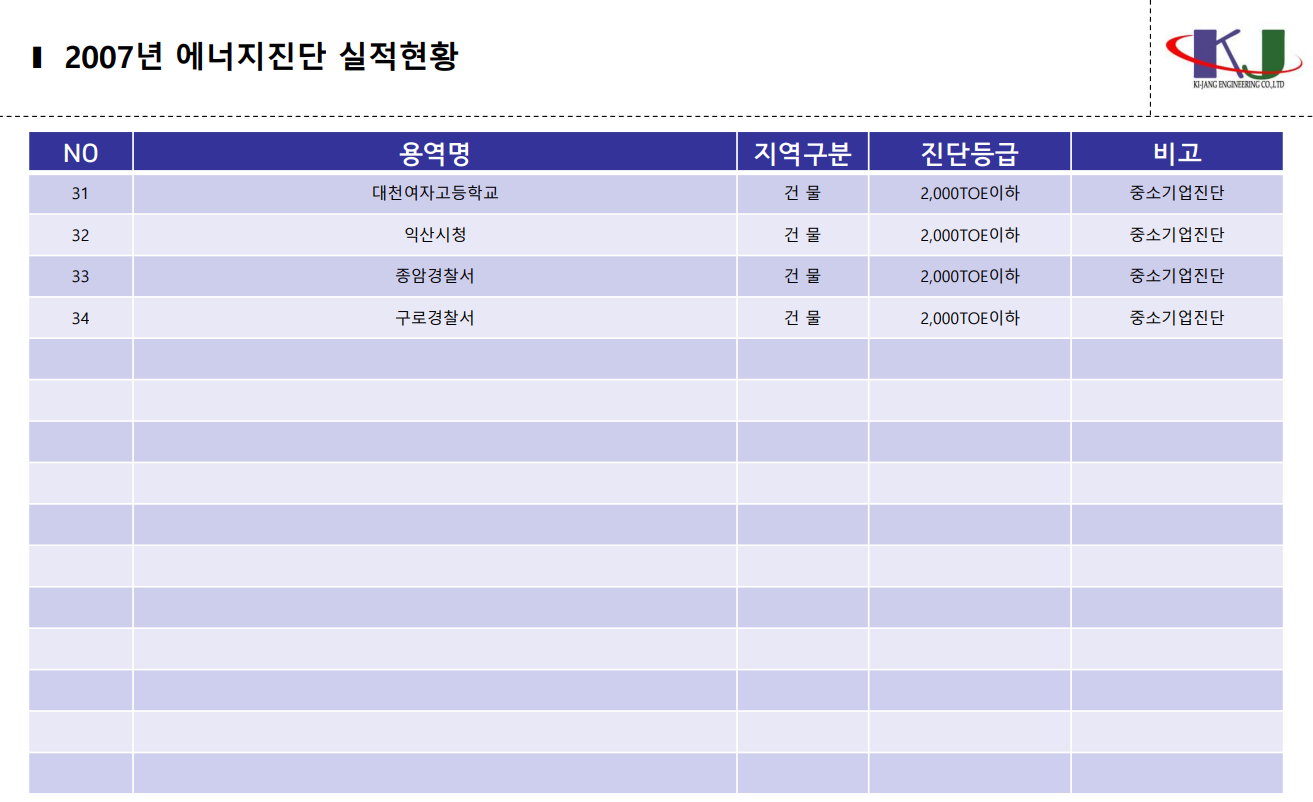 2007년 에너지진단 실적현황
KJ
KI-JANG ENGINEERING CO.,LTD
NO 용역명 지역구분 진단등급 비고
31 대천여자고등학교 건 물 2,000TOE이하 중소기업진단
32 익산시청 건 물 2,000TOE이하 중소기업진단
33 종암경찰서 건 물 2,000TOE이하 중소기업진단
34 구로경찰서 건 물 2,000TOE이하 중소기업진단